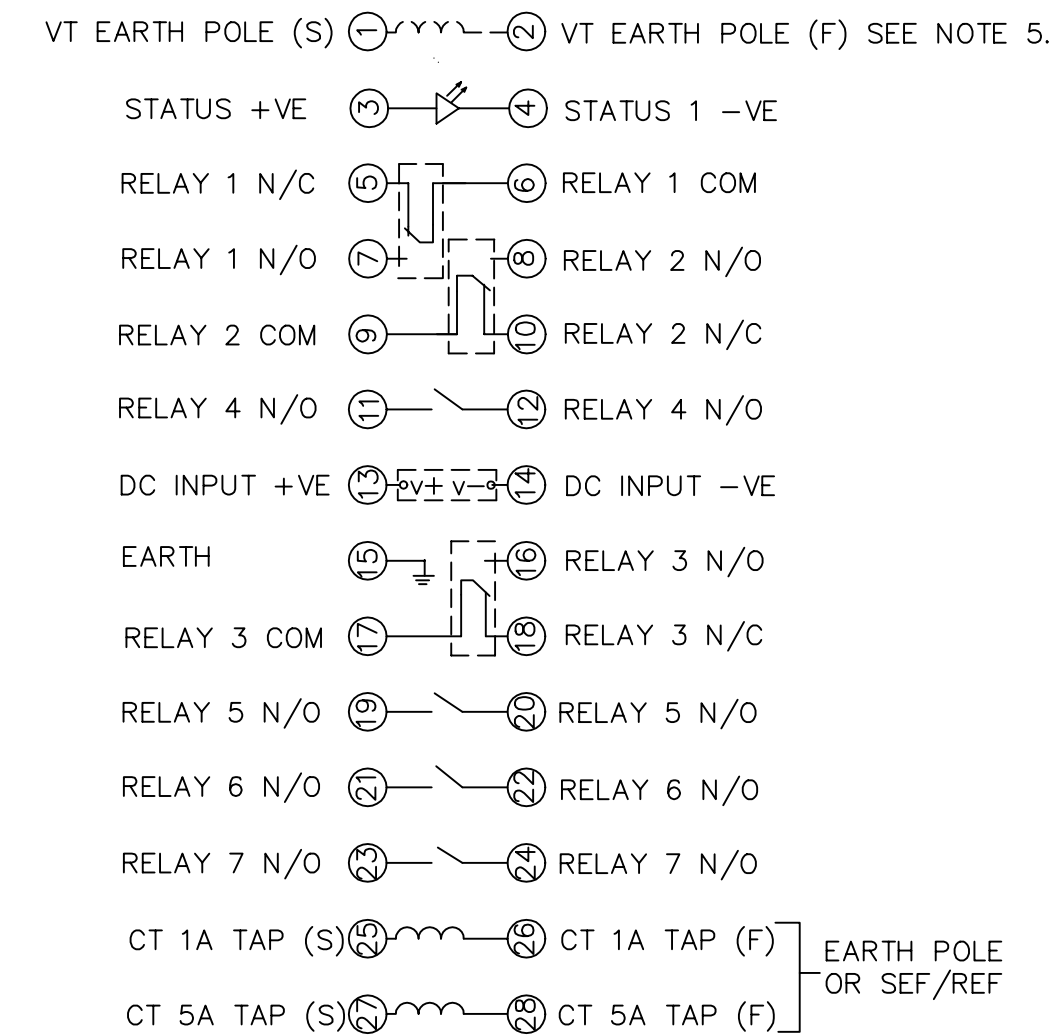 VT EARTH POLE (S) 1 2 VT EARTH POLE (F) SEE NOTE 5.
STATUS +VE 3 4 STATUS 1 –VE
RELAY 1 N/C 5 6 RELAY 1 COM
RELAY 1 N/O 7 8 RELAY 2 N/O
RELAY 2 COM 9 10 RELAY 2 N/C
RELAY 4 N/O 11 12 RELAY 4 N/O
DC INPUT +VE 13 V+ V– 14 DC INPUT –VE
EARTH 15 16 RELAY 3 N/O
RELAY 3 COM 17 18 RELAY 3 N/C
RELAY 5 N/O 19 20 RELAY 5 N/O
RELAY 6 N/O 21 22 RELAY 6 N/O
RELAY 7 N/O 23 24 RELAY 7 N/O
CT 1A TAP (S) 25 26 CT 1A TAP (F)
CT 5A TAP (S) 27 28 CT 5A TAP (F)
EARTH POLE
OR SEF/REF